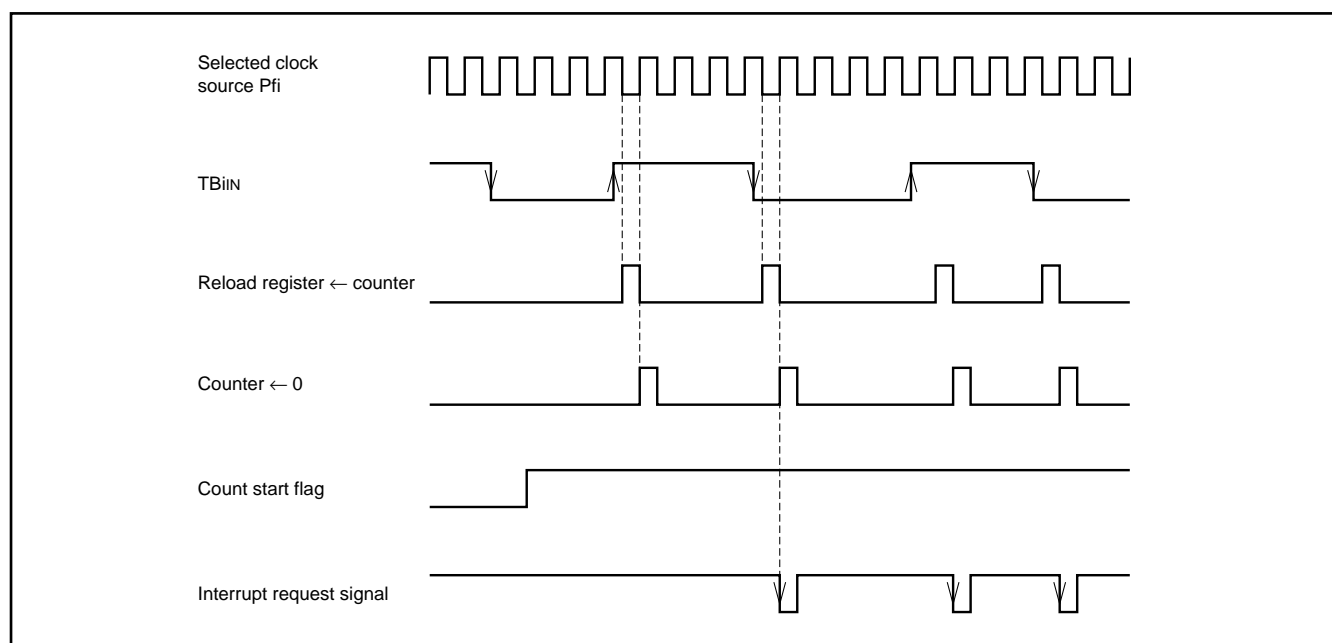 Selected clock
source Pfi
TBiIN
Reload register ← counter
Counter ← 0
Count start flag
Interrupt request signal